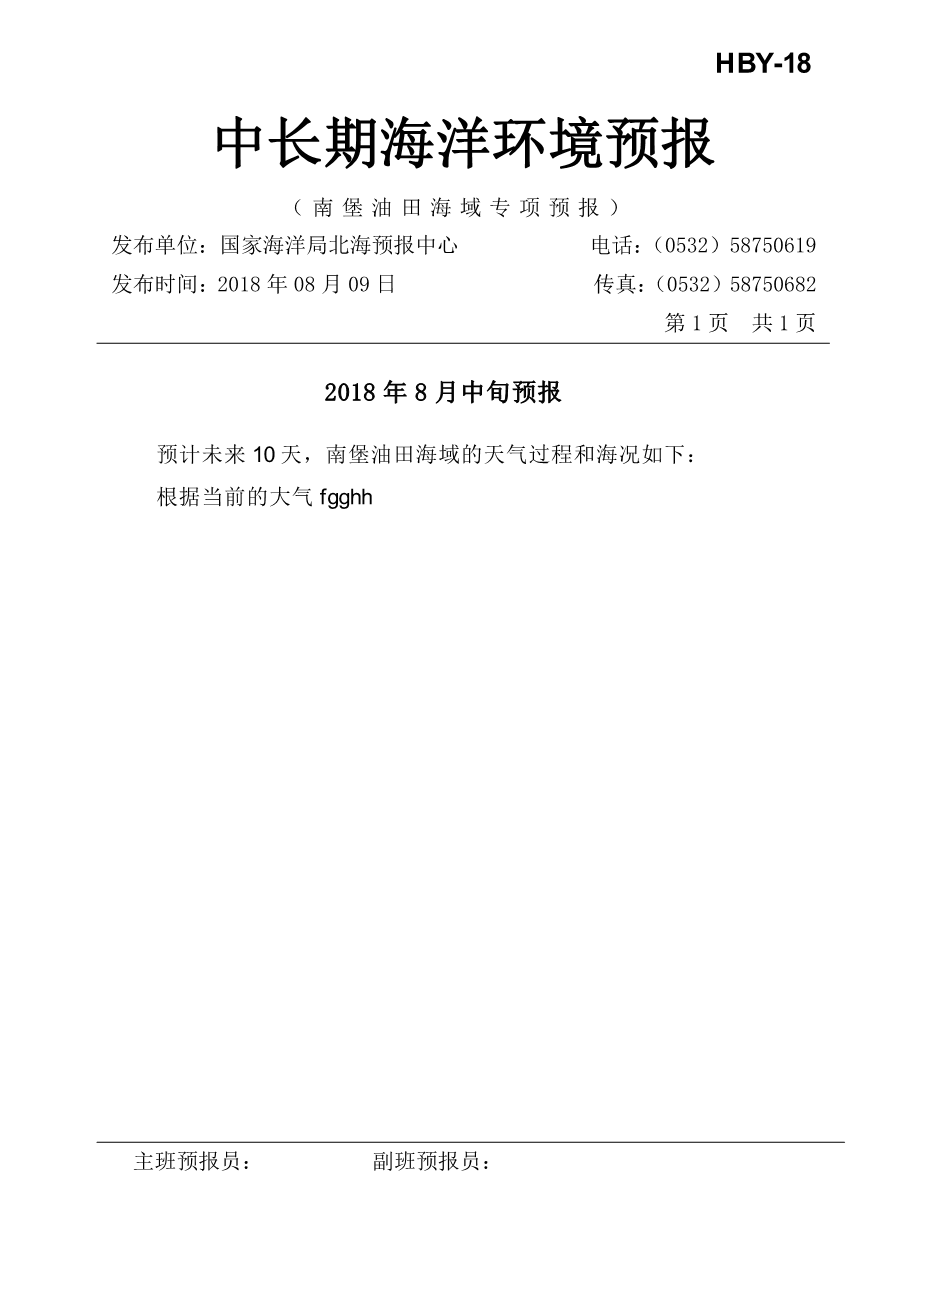 HBY-18
中长期海洋环境预报
（南堡油田海域专项预报）
发布单位：国家海洋局北海预报中心 电话：（0532）58750619
发布时间：2018 年 08 月 09 日 传真：（0532）58750682
第 1 页 共 1 页
2018 年 8 月中旬预报
预计未来 10 天，南堡油田海域的天气过程和海况如下：
根据当前的大气 fgghh
主班预报员： 副班预报员：